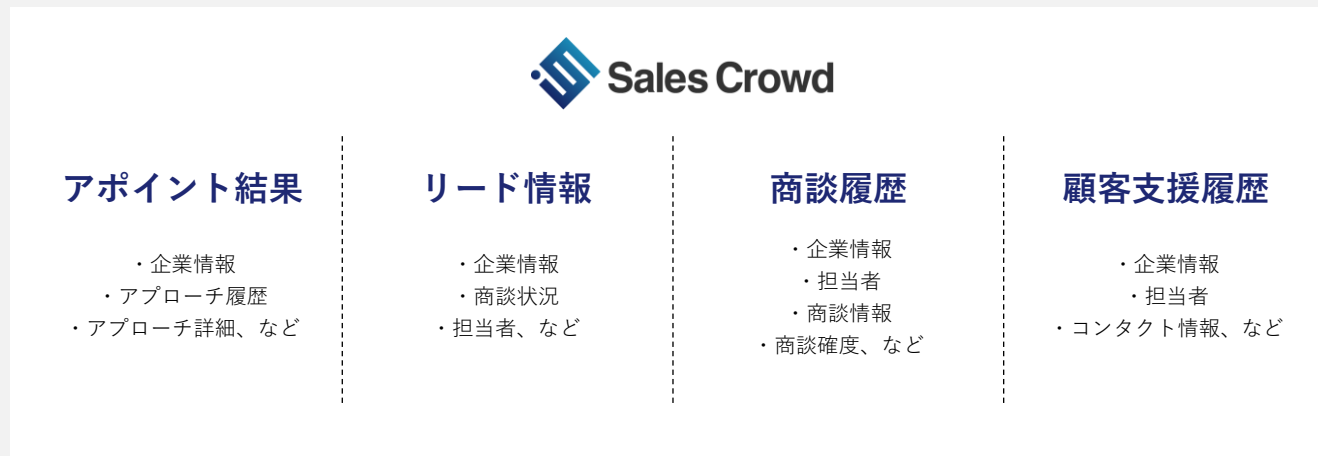 Sales Crowd
アポイント結果
・企業情報
・アプローチ履歴
・アプローチ詳細、など
リード情報
・企業情報
・商談状況
・担当者、など
商談履歴
・企業情報
・担当者
・商談情報
・商談確度、など
顧客支援履歴
・企業情報
・担当者
・コンタクト情報、など